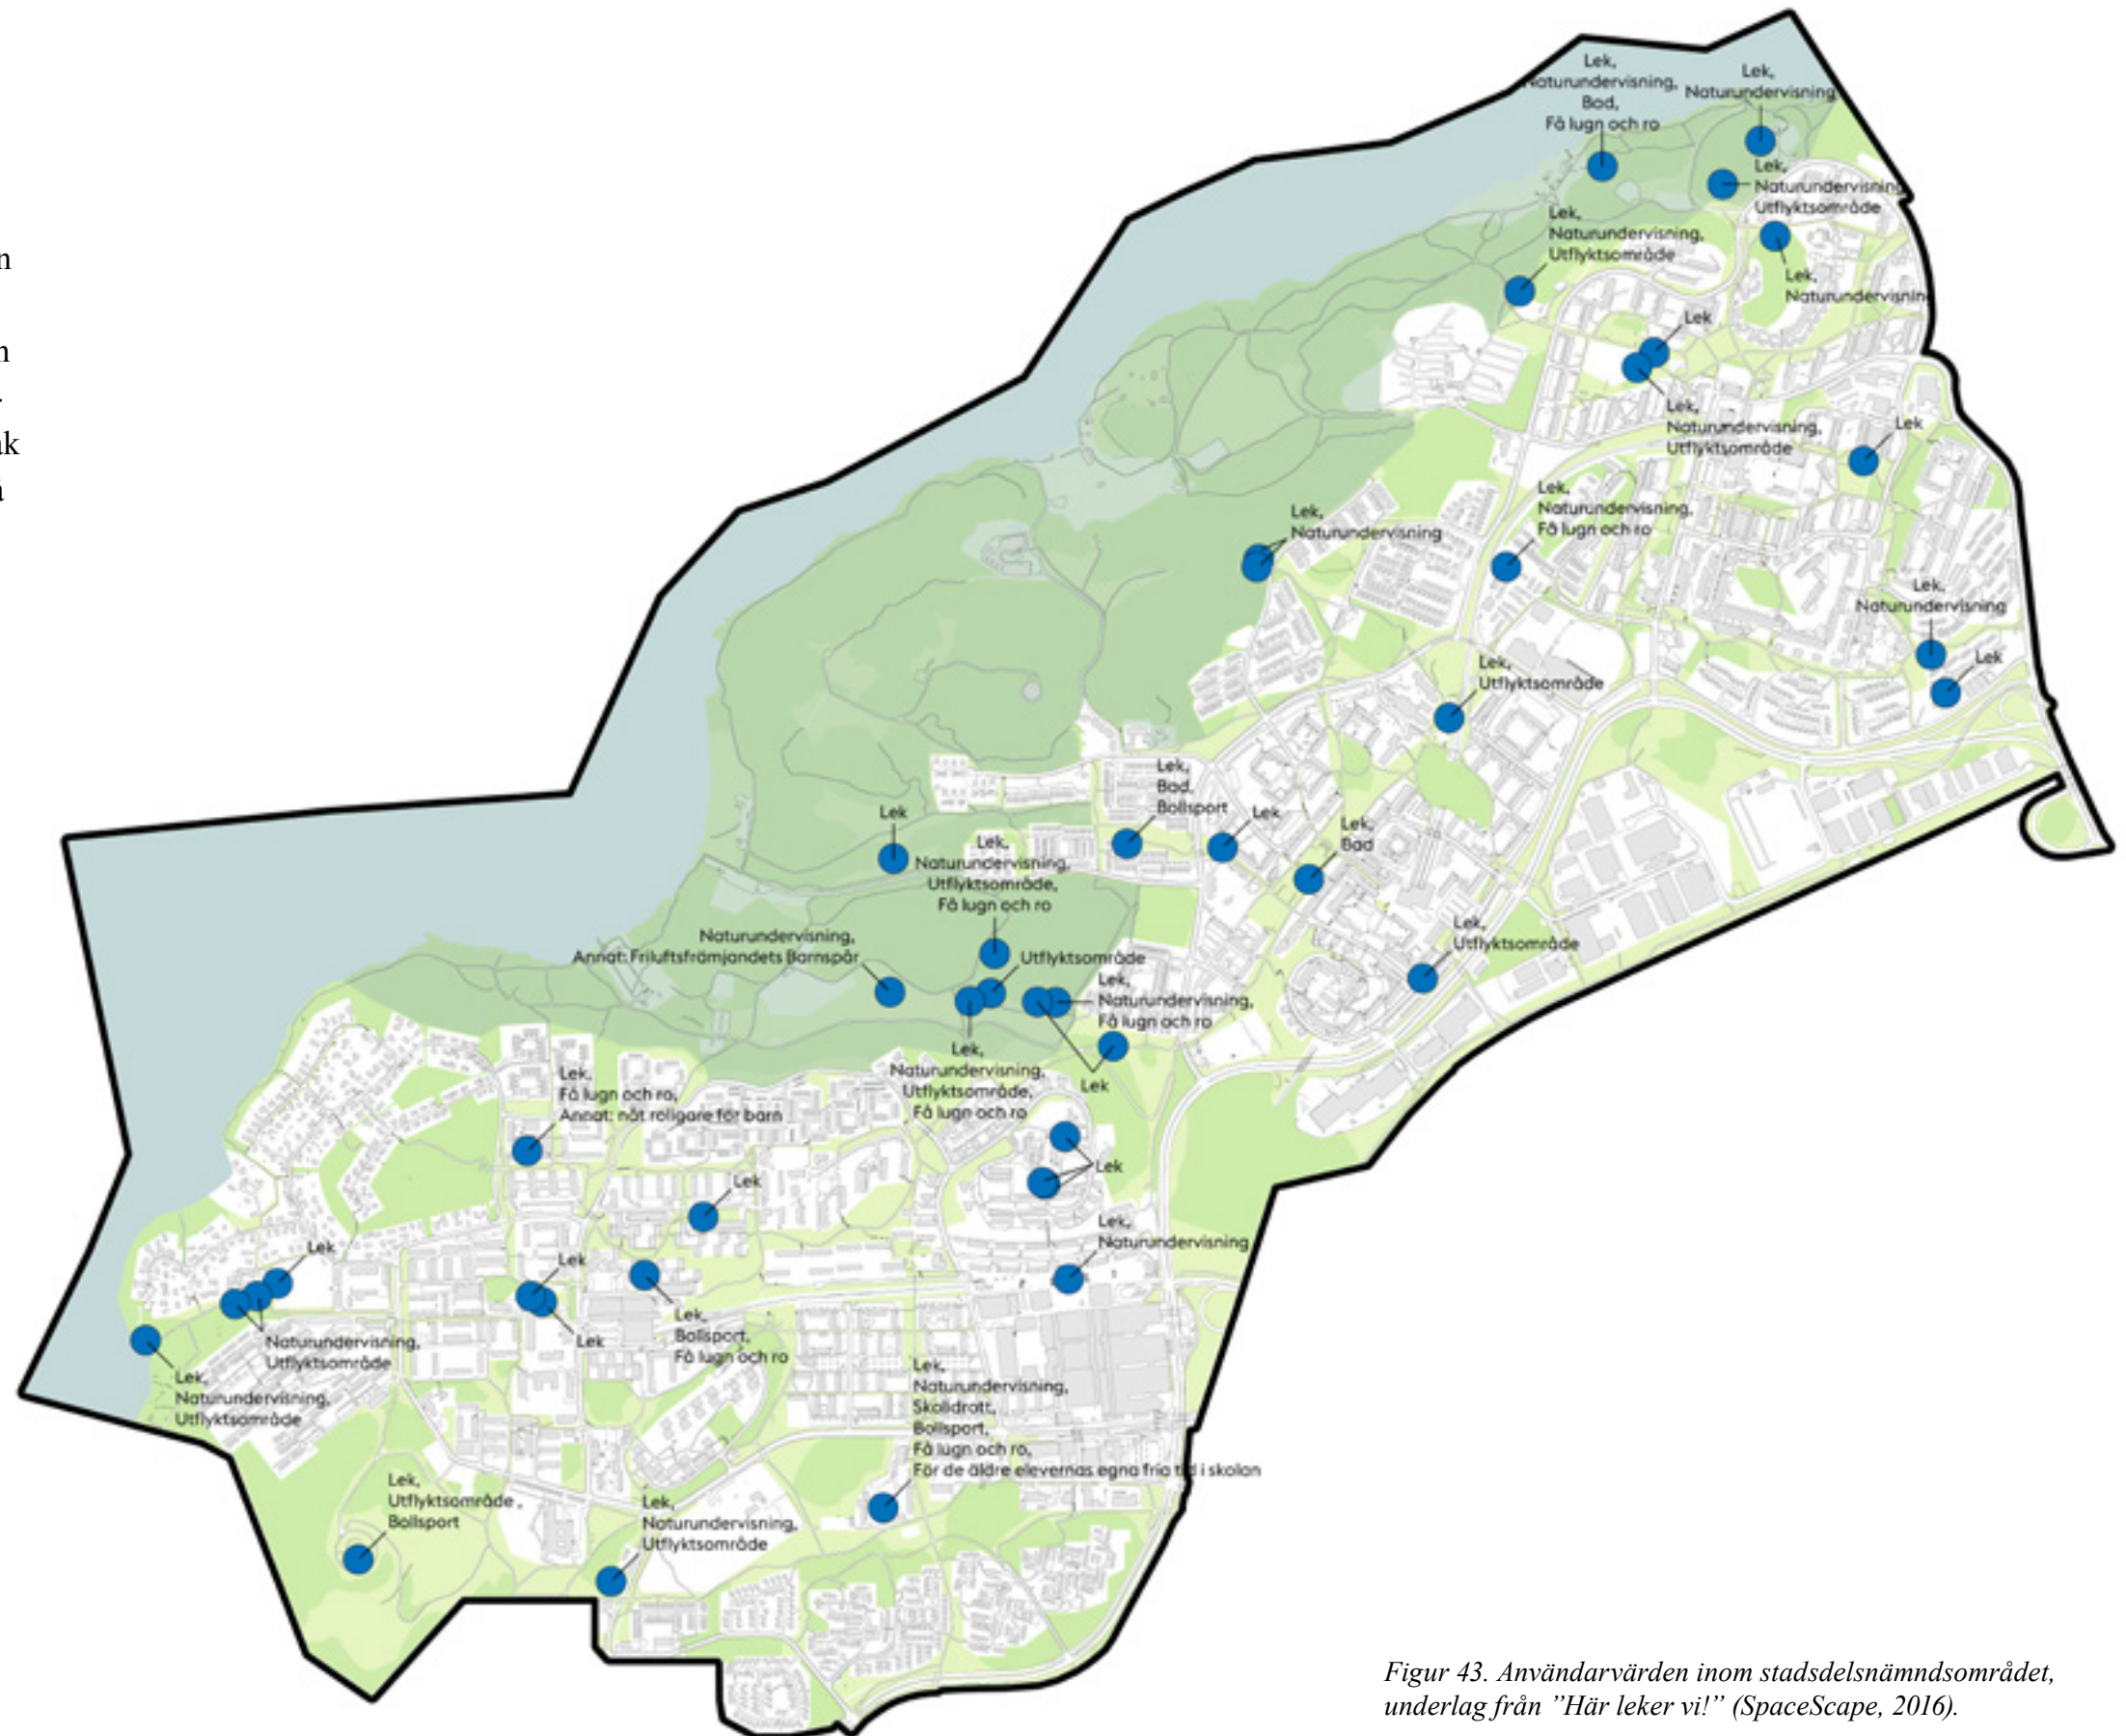 n
n
-
ak
å
Lek,
Naturundervisning,
Bad,
Få lugn och ro
Lek,
Naturundervisning
Lek,
Naturundervisning
Utflyktsområde
Lek,
Naturundervisning,
Utflyktsområde
Lek,
Naturundervisnin
Lek
Lek,
Naturundervisning,
Utflyktsområde
Lek
Lek,
Naturundervisning,
Få lugn och ro
Lek,
Naturundervisning
Lek,
Naturundervisning
Lek
Lek,
Utflyktsområde
Lek,
Bad,
Bollsport
Lek
Lek
Lek,
Bad
Lek,
Naturundervisning,
Utflyktsområde,
Få lugn och ro
Lek,
Utflyktsområde
Naturundervisning,
Annat: Friluftsfrämjandets Barnspår
Utflyktsområde
Lek,
Naturundervisning,
Få lugn och ro
Lek,
Naturundervisning,
Utflyktsområde,
Få lugn och ro
Lek
Lek,
Få lugn och ro,
Annat: nåt roligare för barn
Lek
Lek
Lek,
Naturundervisning
Lek
Lek
Lek
Lek,
Bollsport,
Få lugn och ro
Naturundervisning,
Utflyktsområde
Lek,
Naturundervisning,
Utflyktsområde
Lek,
Naturundervisning,
Skolidrott,
Bollsport,
Få lugn och ro,
För de äldre elevernas egna fria tid i skolan
Lek,
Utflyktsområde,
Bollsport
Lek,
Naturundervisning,
Utflyktsområde
Figur 43. Användarvärden inom stadsdelsnämndsområdet,
underlag från ”Här leker vi!” (SpaceScape, 2016).